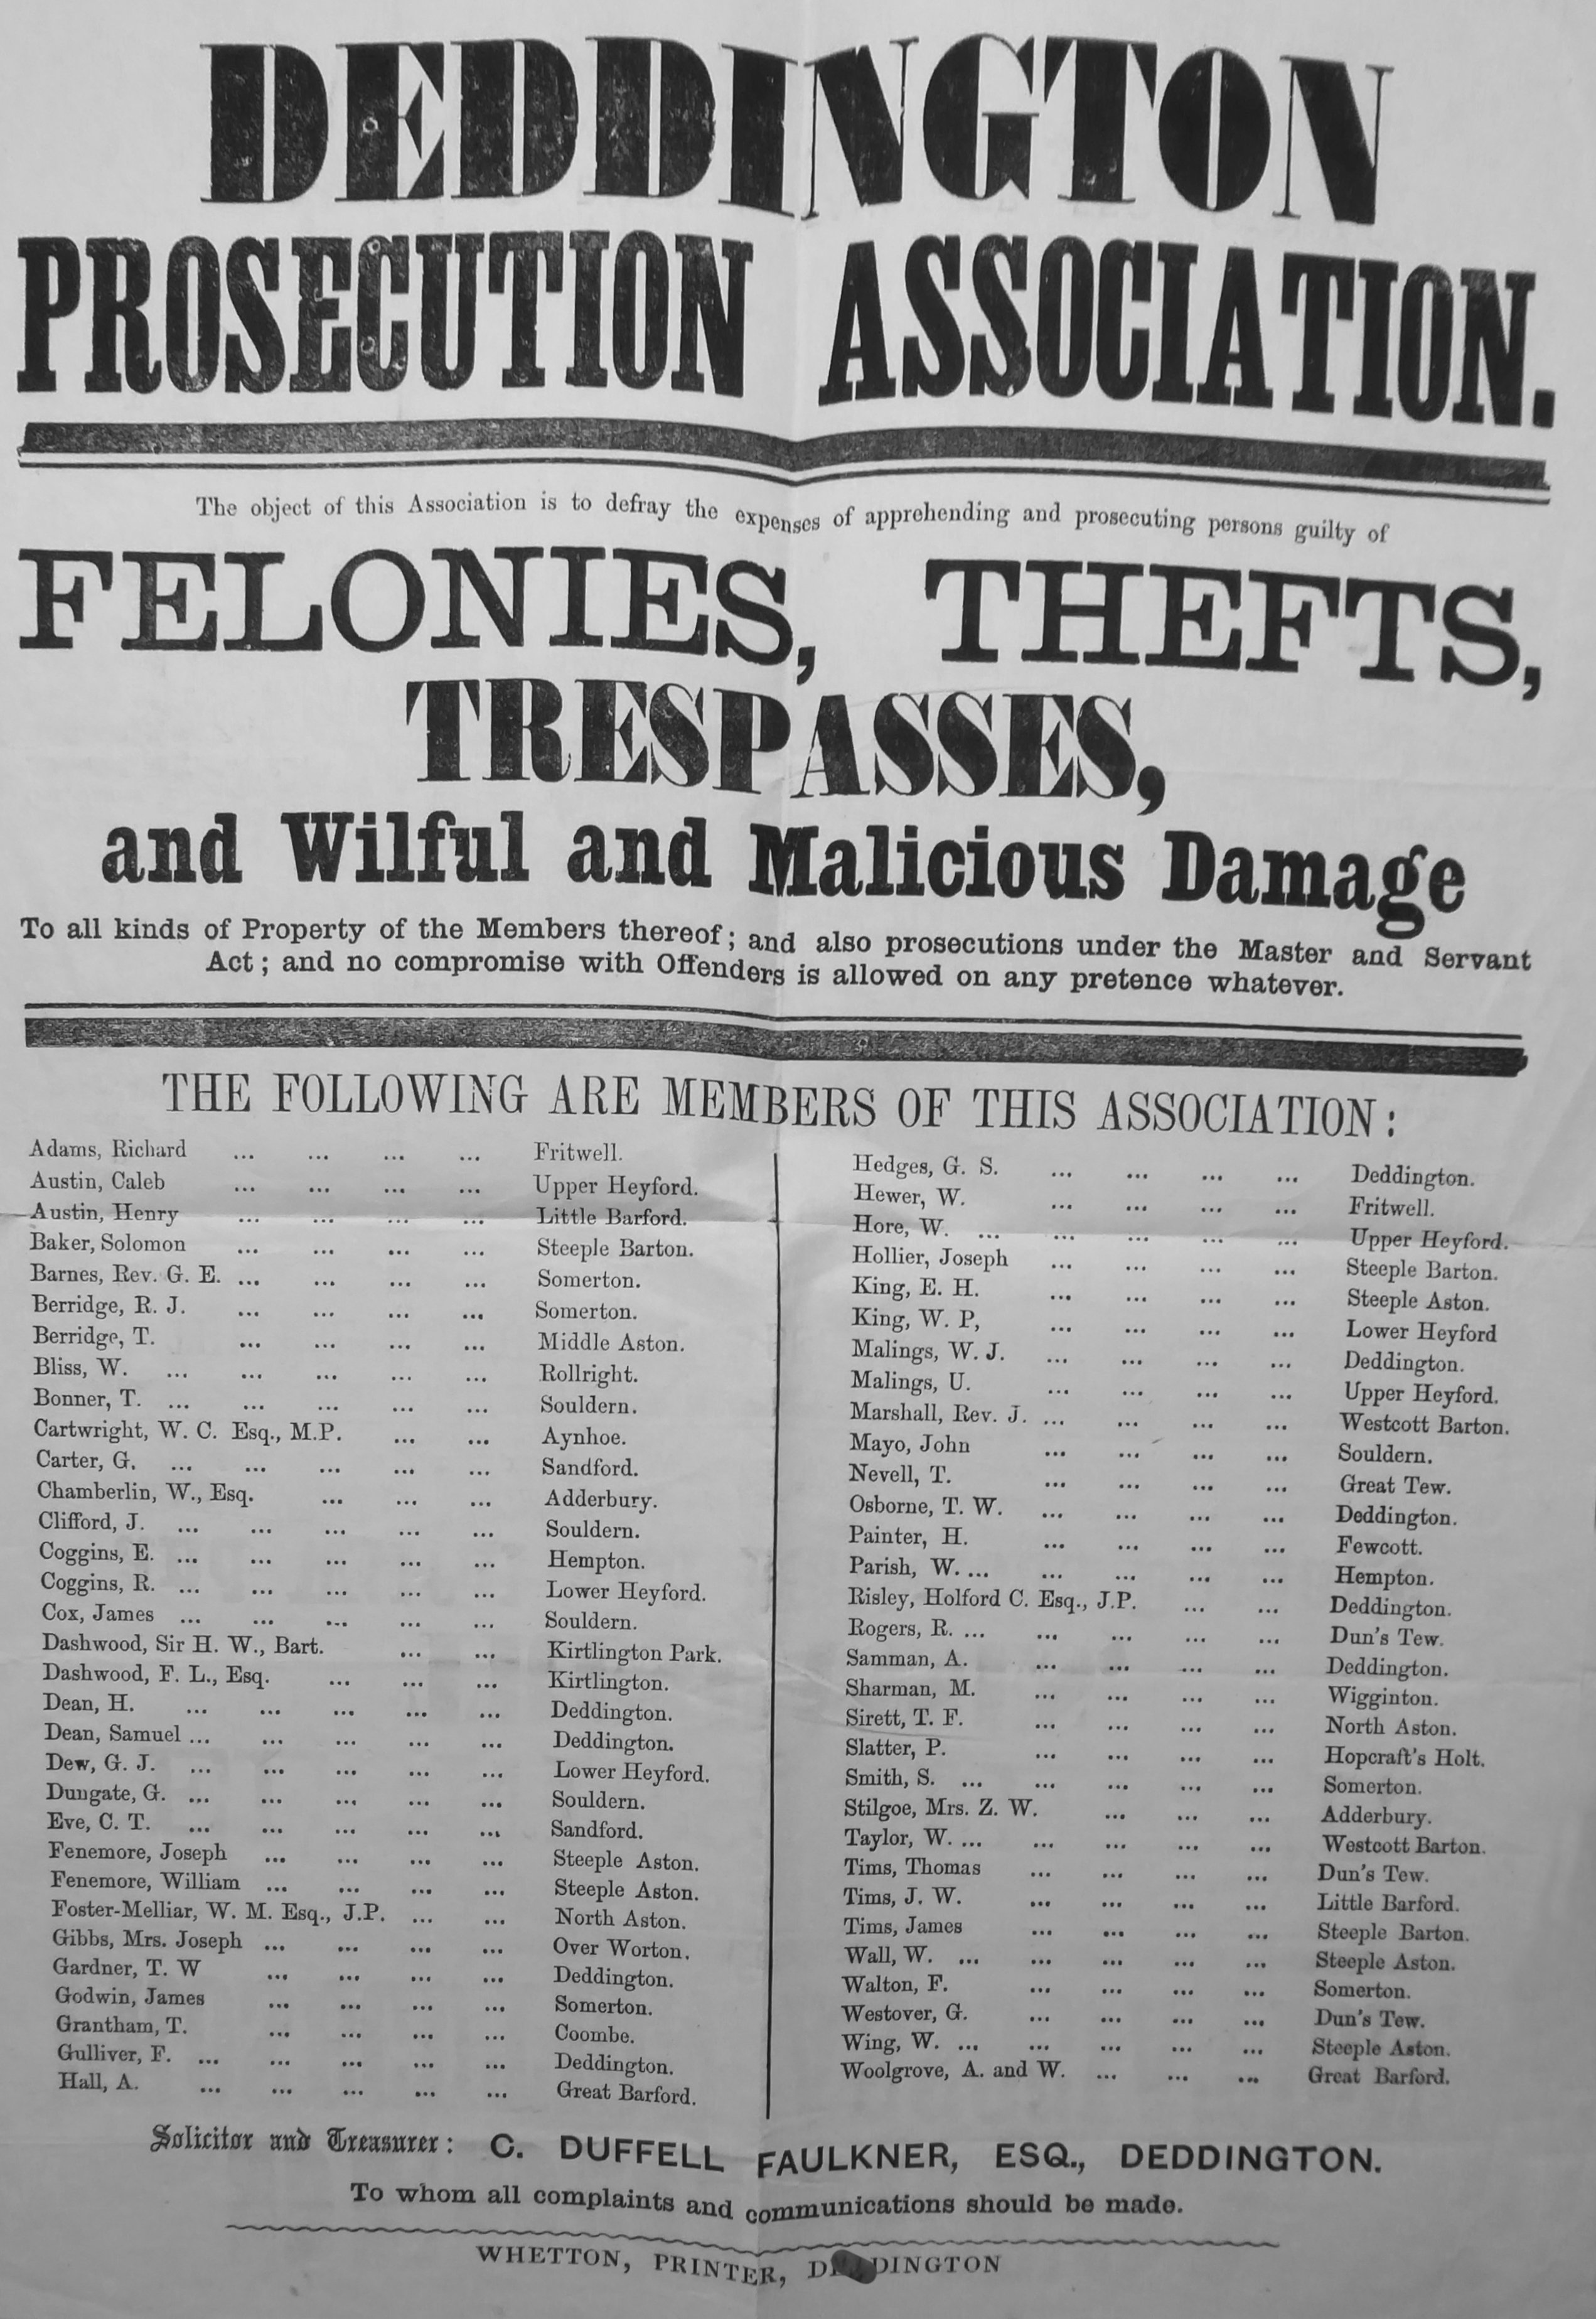 DEDDINGTON
PROSECUTION ASSOCIATION.
The object of this Association is to defray the expenses of apprehending and prosecuting persons guilty of
FELONIES, THEFTS,
TRESPASSES,
and Wilful and Malicious Damage
To all kinds of Property of the Members thereof; and also prosecutions under the Master and Servant
Act; and no compromise with Offenders is allowed on any pretence whatever.
THE FOLLOWING ARE MEMBERS OF THIS ASSOCIATION:
Adams, Richard ... ... ... ... Fritwell.
Austin, Caleb ... ... ... ... Upper Heyford.
Austin, Henry ... ... ... ... Little Barford.
Baker, Solomon ... ... ... ... Steeple Barton.
Barnes, Rev. G. E. ... ... ... ... Somerton.
Berridge, R. J. ... ... ... ... Somerton.
Berridge, T. ... ... ... ... Middle Aston.
Bliss, W. ... ... ... ... ... Rollright.
Bonner, T. ... ... ... ... ... Souldern.
Cartwright, W. C. Esq., M.P. ... ... Aynhoe.
Carter, G. ... ... ... ... ... Sandford.
Chamberlin, W., Esq. ... ... ... Adderbury.
Clifford, J. ... ... ... ... ... Souldern.
Coggins, E. ... ... ... ... ... Hempton.
Coggins, R. ... ... ... ... ... Lower Heyford.
Cox, James ... ... ... ... ... Souldern.
Dashwood, Sir H. W., Bart. ... ... Kirtlington Park.
Dashwood, F. L., Esq. ... ... ... Kirtlington.
Dean, H. ... ... ... ... ... Deddington.
Dean, Samuel ... ... ... ... ... Deddington.
Dew, G. J. ... ... ... ... ... Lower Heyford.
Dungate, G. ... ... ... ... ... Souldern.
Eve, C. T. ... ... ... ... ... Sandford.
Fenemore, Joseph ... ... ... ... Steeple Aston.
Fenemore, William ... ... ... ... Steeple Aston.
Foster-Melliar, W. M. Esq., J.P. ... ... North Aston.
Gibbs, Mrs. Joseph ... ... ... ... Over Worton.
Gardner, T. W ... ... ... ... Deddington.
Godwin, James ... ... ... ... Somerton.
Grantham, T. ... ... ... ... Coombe.
Gulliver, F. ... ... ... ... ... Deddington.
Hall, A. ... ... ... ... ... Great Barford.
Hedges, G. S. ... ... ... ... Deddington.
Hewer, W. ... ... ... ... Fritwell.
Hore, W. ... ... ... ... ... Upper Heyford.
Hollier, Joseph ... ... ... ... Steeple Barton.
King, E. H. ... ... ... ... Steeple Aston.
King, W. P, ... ... ... ... Lower Heyford
Malings, W. J. ... ... ... ... Deddington.
Malings, U. ... ... ... ... Upper Heyford.
Marshall, Rev. J. ... ... ... ... Westcott Barton.
Mayo, John ... ... ... ... Souldern.
Nevell, T. ... ... ... ... Great Tew.
Osborne, T. W. ... ... ... ... Deddington.
Painter, H. ... ... ... ... Fewcott.
Parish, W. ... ... ... ... ... Hempton.
Risley, Holford C. Esq., J.P. ... ... Deddington.
Rogers, R. ... ... ... ... ... Dun's Tew.
Samman, A. ... ... ... ... Deddington.
Sharman, M. ... ... ... ... Wigginton.
Sirett, T. F. ... ... ... ... North Aston.
Slatter, P. ... ... ... ... Hopcraft's Holt.
Smith, S. ... ... ... ... ... Somerton.
Stilgoe, Mrs. Z. W. ... ... ... Adderbury.
Taylor, W. ... ... ... ... ... Westcott Barton.
Tims, Thomas ... ... ... ... Dun's Tew.
Tims, J. W. ... ... ... ... Little Barford.
Tims, James ... ... ... ... Steeple Barton.
Wall, W. ... ... ... ... ... Steeple Aston.
Walton, F. ... ... ... ... Somerton.
Westover, G. ... ... ... ... Dun's Tew.
Wing, W. ... ... ... ... ... Steeple Aston.
Woolgrove, A. and W. ... ... ... Great Barford.
Solicitor and Treasurer: C. DUFFELL FAULKNER, ESQ., DEDDINGTON.
To whom all complaints and communications should be made.
WHETTON, PRINTER, DEDDINGTON